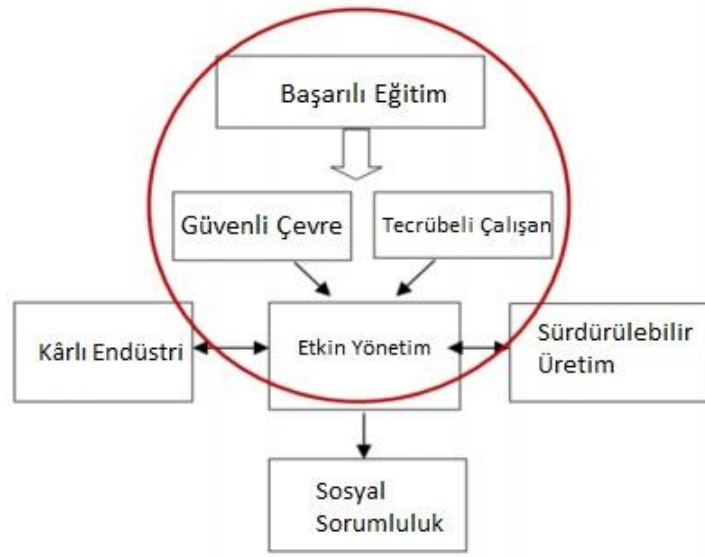 Başarılı Eğitim
Güvenli Çevre
Tecrübeli Çalışan
Kârlı Endüstri
Etkin Yönetim
Sürdürülebilir
Üretim
Sosyal
Sorumluluk